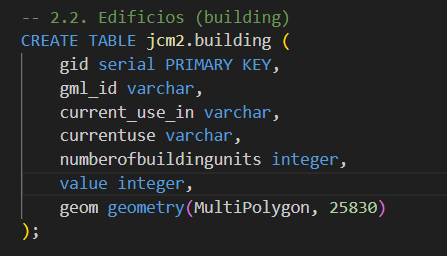 -- 2.2. Edificios (building)
CREATE TABLE jcm2.building (
gid serial PRIMARY KEY,
gml_id varchar,
current_use_in varchar,
currentuse varchar,
numberofbuildingunits integer,
value integer,
geom geometry(MultiPolygon, 25830)
);